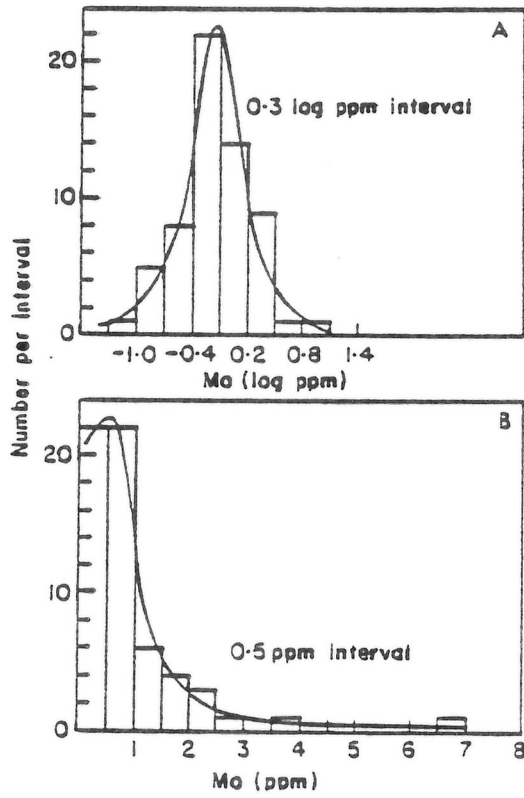 A
20
0·3 log ppm interval
10
0
-1·0 -0·4 0·2 0·8 1·4
Mo (log ppm)
Number per interval
B
20
10
0·5 ppm interval
0
1 2 3 4 5 6 7 8
Mo (ppm)